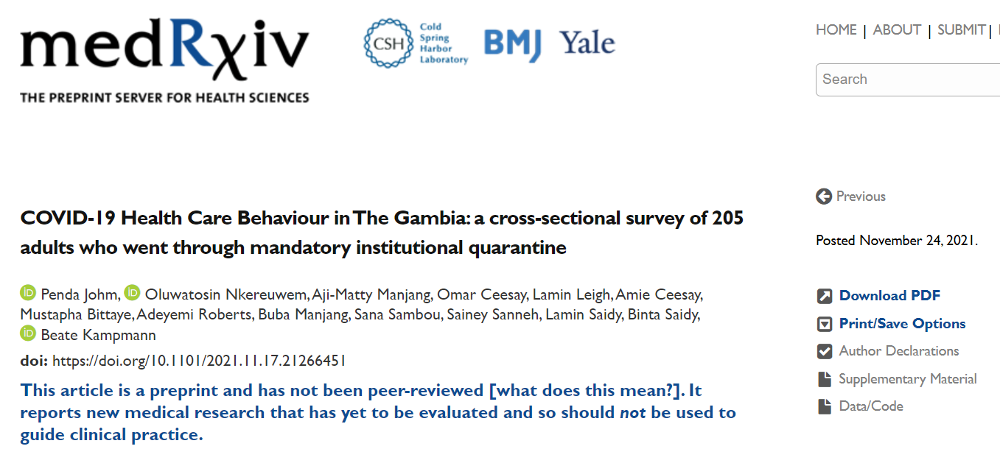 medRxiv
THE PREPRINT SERVER FOR HEALTH SCIENCES
CSH
Cold
Spring
Harbor
Laboratory
BMJ
Yale
HOME | ABOUT | SUBMIT |
Search
COVID-19 Health Care Behaviour in The Gambia: a cross-sectional survey of 205
adults who went through mandatory institutional quarantine
iD Penda Johm, iD Oluwatosin Nkereuwem, Aji-Matty Manjang, Omar Ceesay, Lamin Leigh, Amie Ceesay,
Mustapha Bittaye, Adeyemi Roberts, Buba Manjang, Sana Sambou, Sainey Sanneh, Lamin Saidy, Binta Saidy,
iD Beate Kampmann
doi: https://doi.org/10.1101/2021.11.17.21266451
This article is a preprint and has not been peer-reviewed [what does this mean?]. It
reports new medical research that has yet to be evaluated and so should not be used to
guide clinical practice.
Previous
Posted November 24, 2021.
Download PDF
Print/Save Options
Author Declarations
Supplementary Material
Data/Code